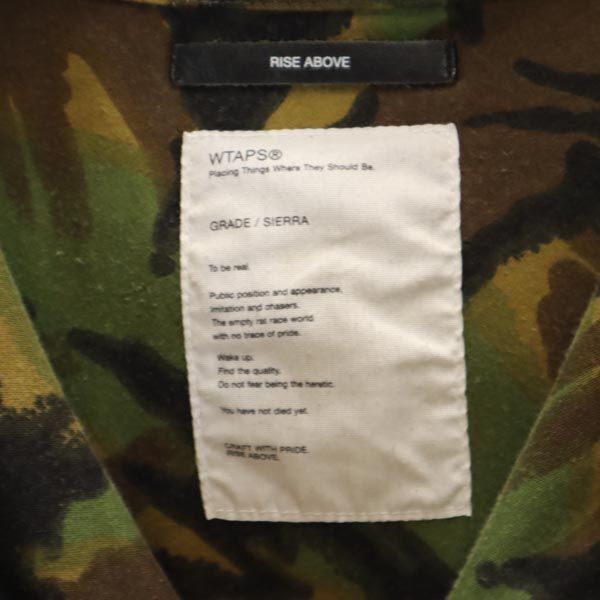 RISE ABOVE
WTAPS®
Placing Things Where They Should Be.
GRADE / SIERRA
To be real.
Public position and appearance.
Imitation and chasers.
The empty rat race world
with no trace of pride.
Wake up.
Find the quality.
Do not fear being the heretic.
You have not died yet.
CRAFT WITH PRIDE.
RISE ABOVE.